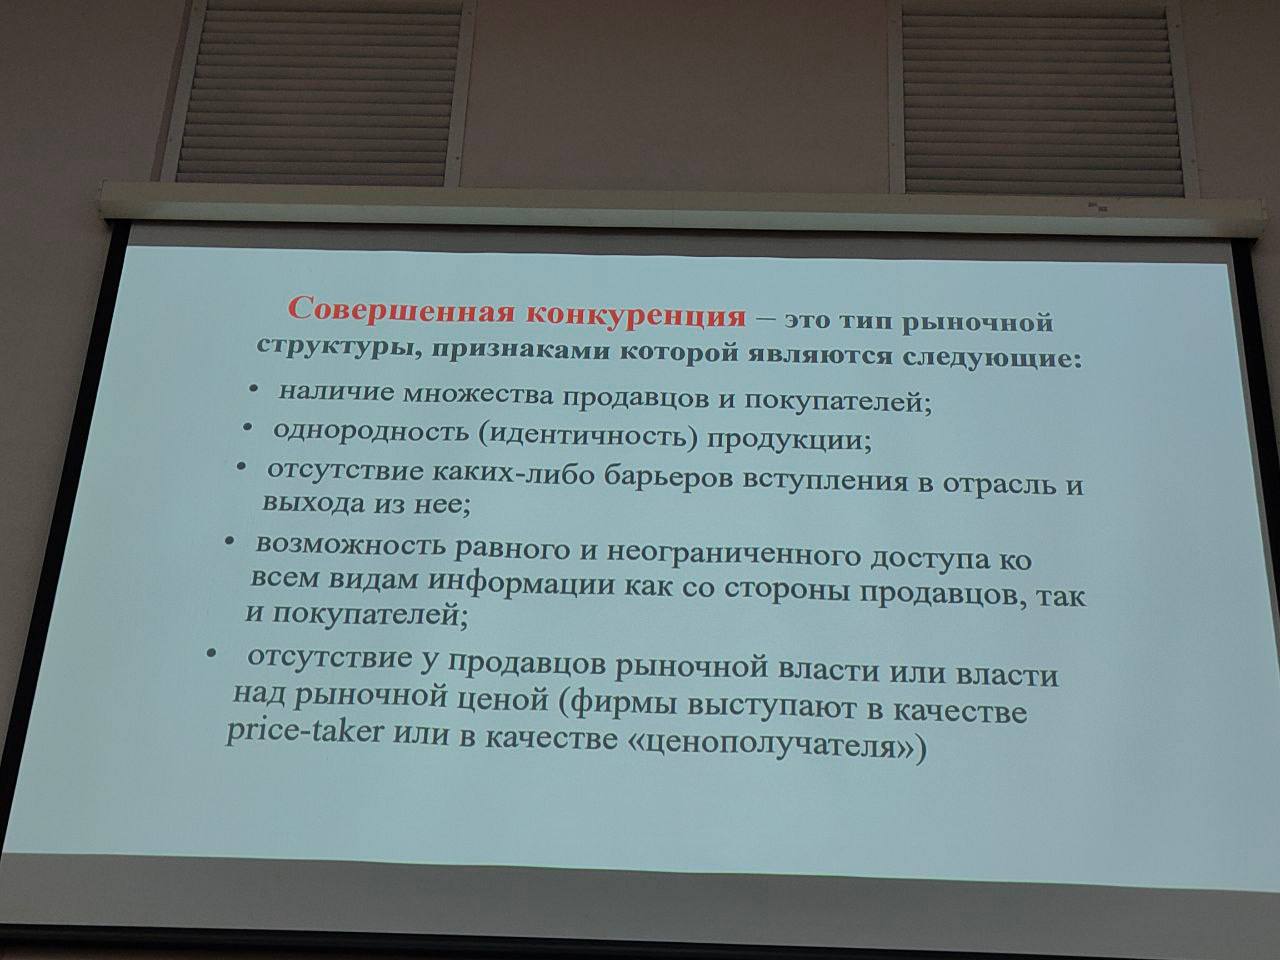 Совершенная конкуренция – это тип рыночной
структуры, признаками которой являются следующие:
• наличие множества продавцов и покупателей;
• однородность (идентичность) продукции;
• отсутствие каких-либо барьеров вступления в отрасль и
выхода из нее;
• возможность равного и неограниченного доступа ко
всем видам информации как со стороны продавцов, так
и покупателей;
• отсутствие у продавцов рыночной власти или власти
над рыночной ценой (фирмы выступают в качестве
price-taker или в качестве «ценополучателя»)